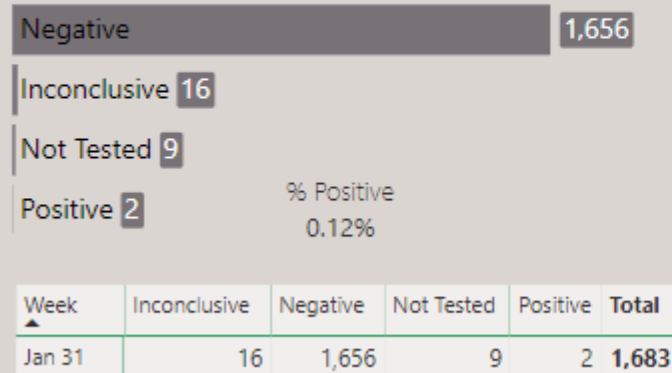 Negative 1,656
Inconclusive 16
Not Tested 9
Positive 2
% Positive
0.12%
Week Inconclusive Negative Not Tested Positive Total
Jan 31 16 1,656 9 2 1,683